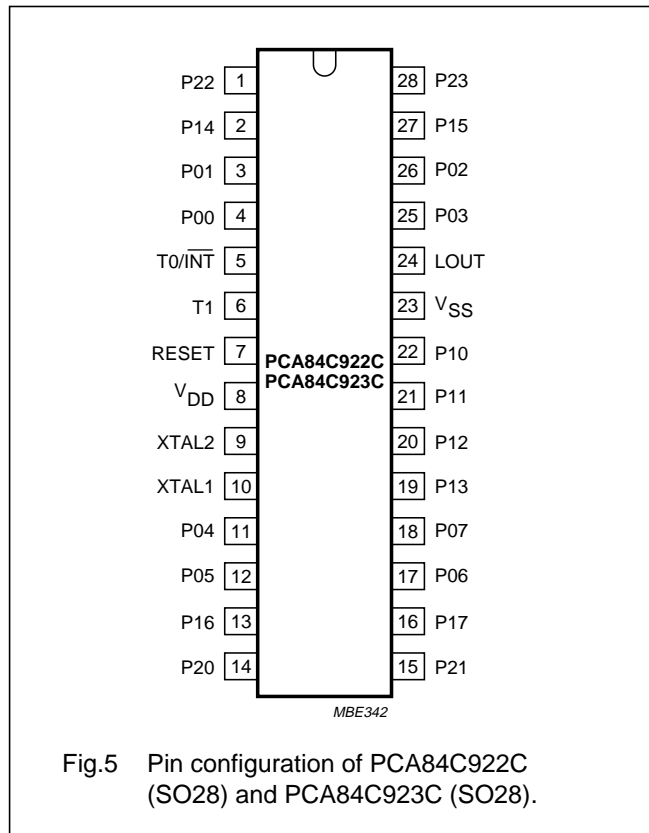 P22 1 28 P23
P14 2 27 P15
P01 3 26 P02
P00 4 25 P03
T0/INT 5 24 LOUT
T1 6 23 VSS
RESET 7 22 P10
PCA84C922C
PCA84C923C
VDD 8 21 P11
XTAL2 9 20 P12
XTAL1 10 19 P13
P04 11 18 P07
P05 12 17 P06
P16 13 16 P17
P20 14 15 P21
MBE342
Fig.5 Pin configuration of PCA84C922C
(SO28) and PCA84C923C (SO28).